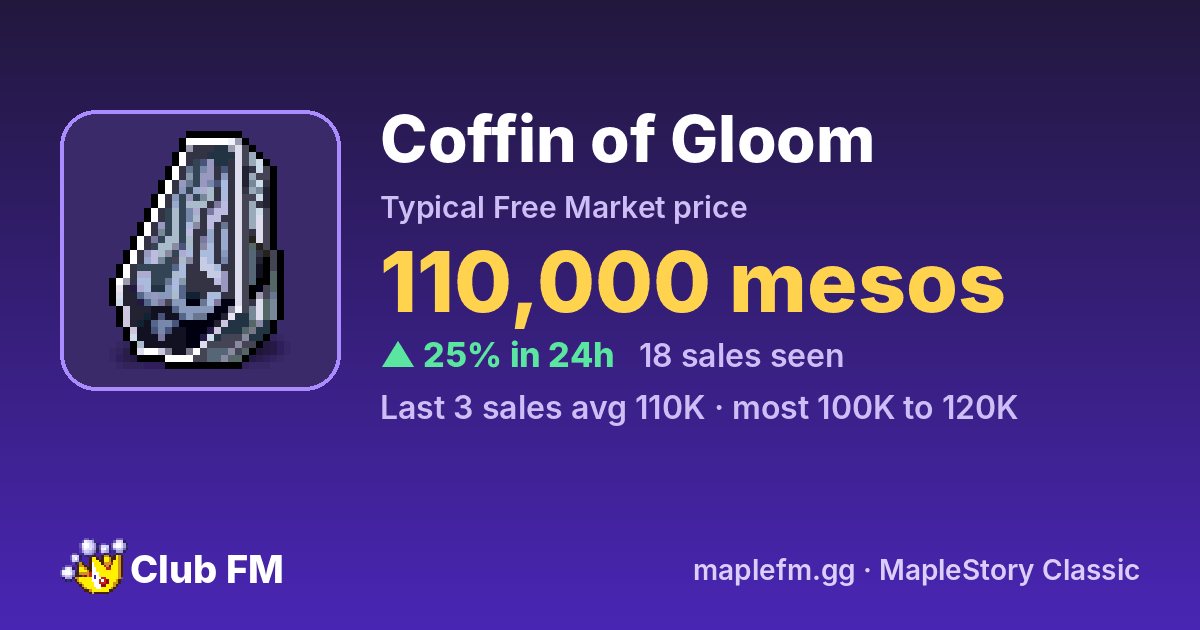 Coffin of Gloom
Typical Free Market price
110,000 mesos
▲ 25% in 24h 18 sales seen
Last 3 sales avg 110K · most 100K to 120K
Club FM
maplefm.gg · MapleStory Classic